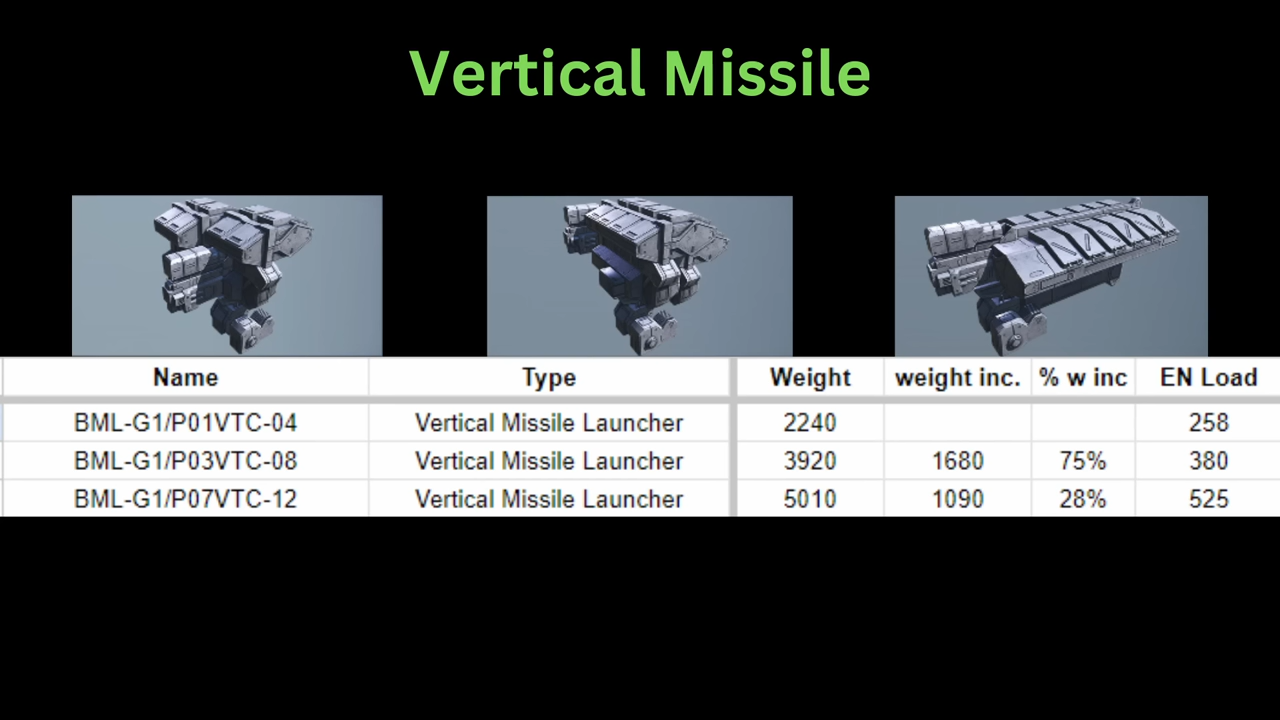 Vertical Missile
Name Type Weight weight inc. % w inc EN Load
BML-G1/P01VTC-04 Vertical Missile Launcher 2240 258
BML-G1/P03VTC-08 Vertical Missile Launcher 3920 1680 75% 380
BML-G1/P07VTC-12 Vertical Missile Launcher 5010 1090 28% 525